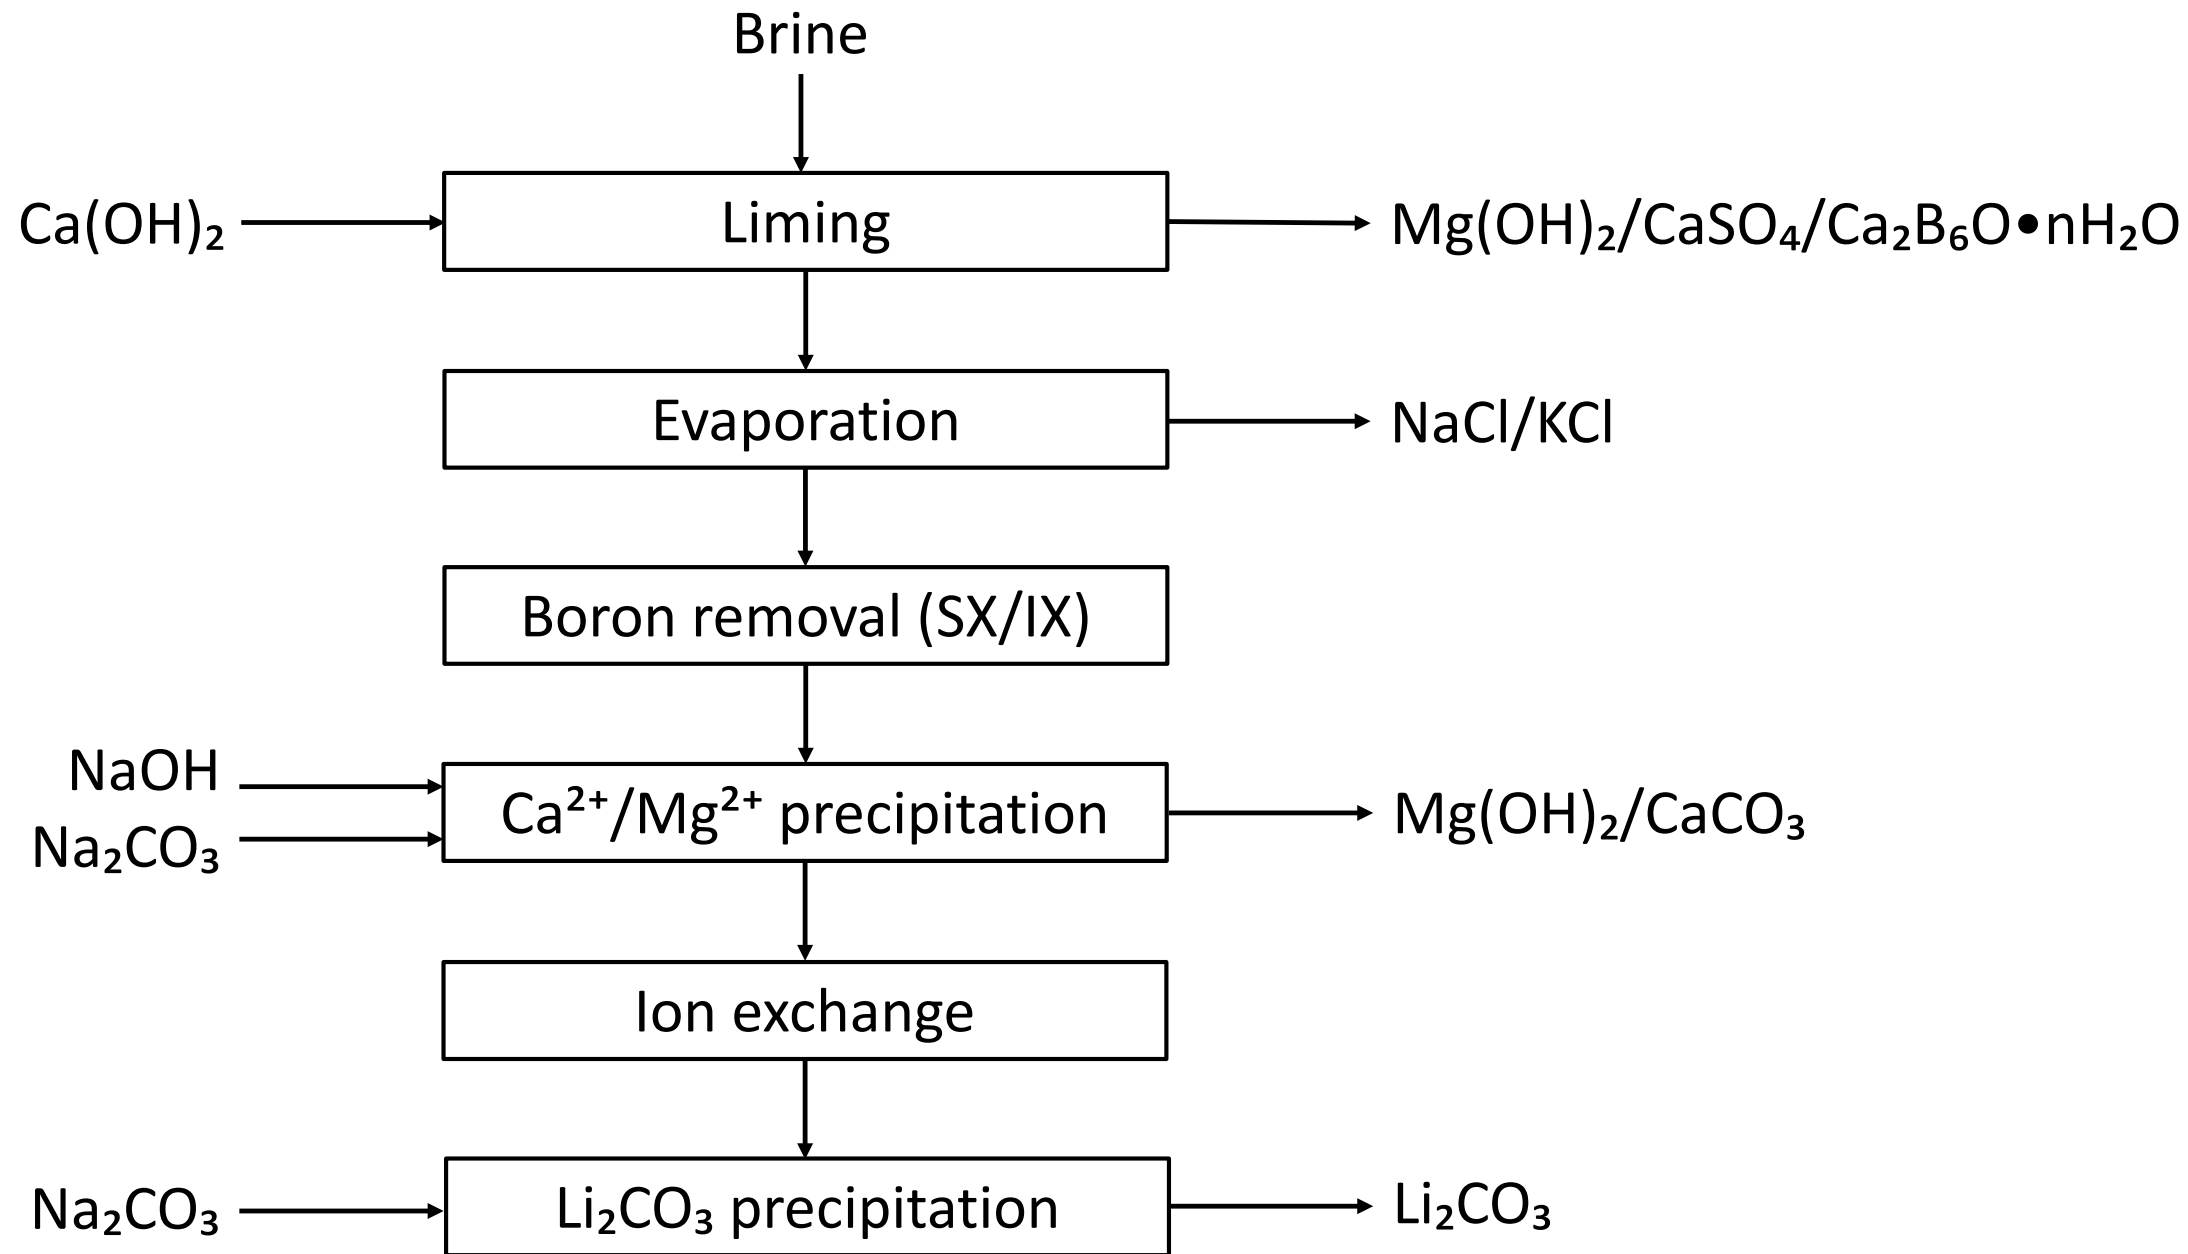 Brine
Ca(OH)₂
Liming
Mg(OH)₂/CaSO₄/Ca₂B₆O•nH₂O
Evaporation
NaCl/KCl
Boron removal (SX/IX)
NaOH
Na₂CO₃
Ca²⁺/Mg²⁺ precipitation
Mg(OH)₂/CaCO₃
Ion exchange
Na₂CO₃
Li₂CO₃ precipitation
Li₂CO₃